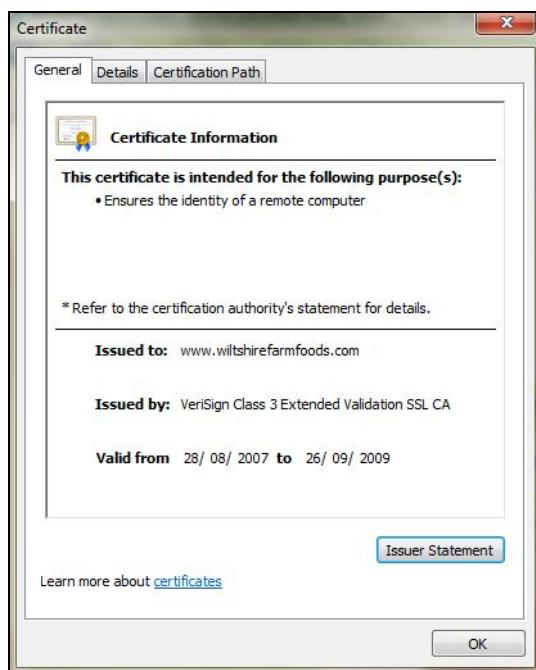 Certificate
General Details Certification Path
Certificate Information
This certificate is intended for the following purpose(s):
• Ensures the identity of a remote computer
* Refer to the certification authority's statement for details.
Issued to: www.wiltshirefarmfoods.com
Issued by: VeriSign Class 3 Extended Validation SSL CA
Valid from 28/ 08/ 2007 to 26/ 09/ 2009
Issuer Statement
Learn more about certificates
OK